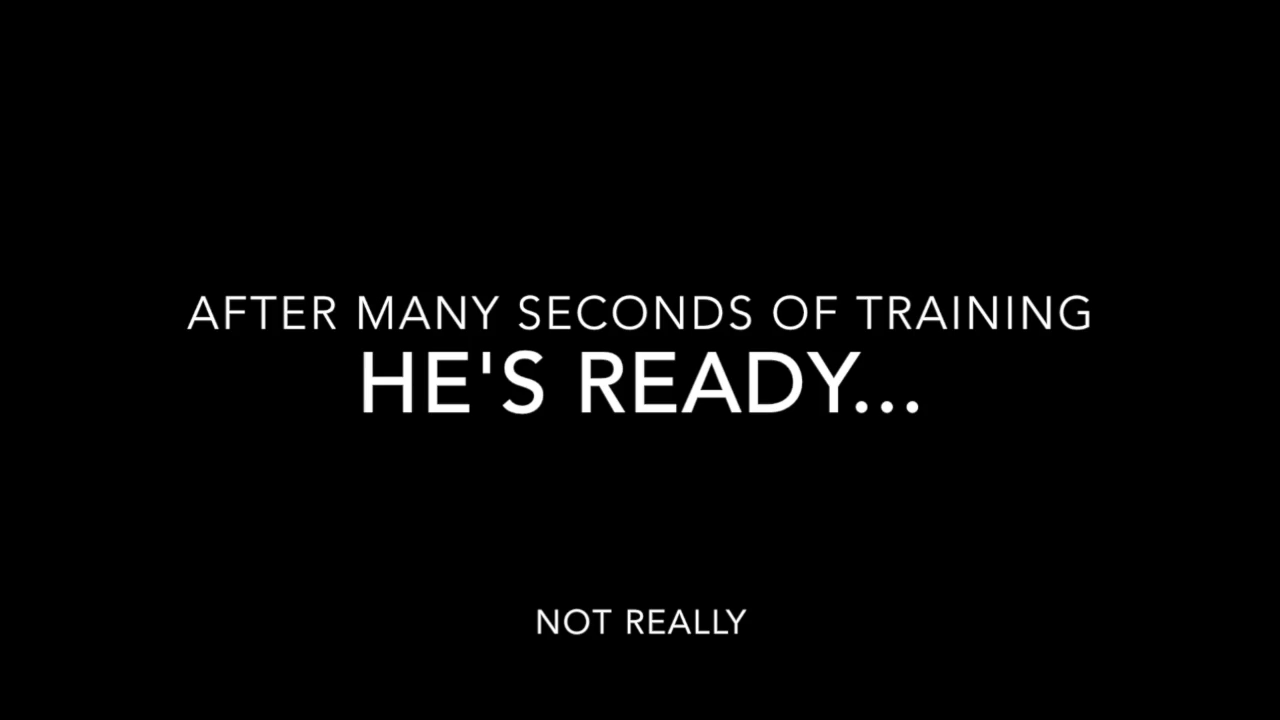 AFTER MANY SECONDS OF TRAINING
HE'S READY...
NOT REALLY